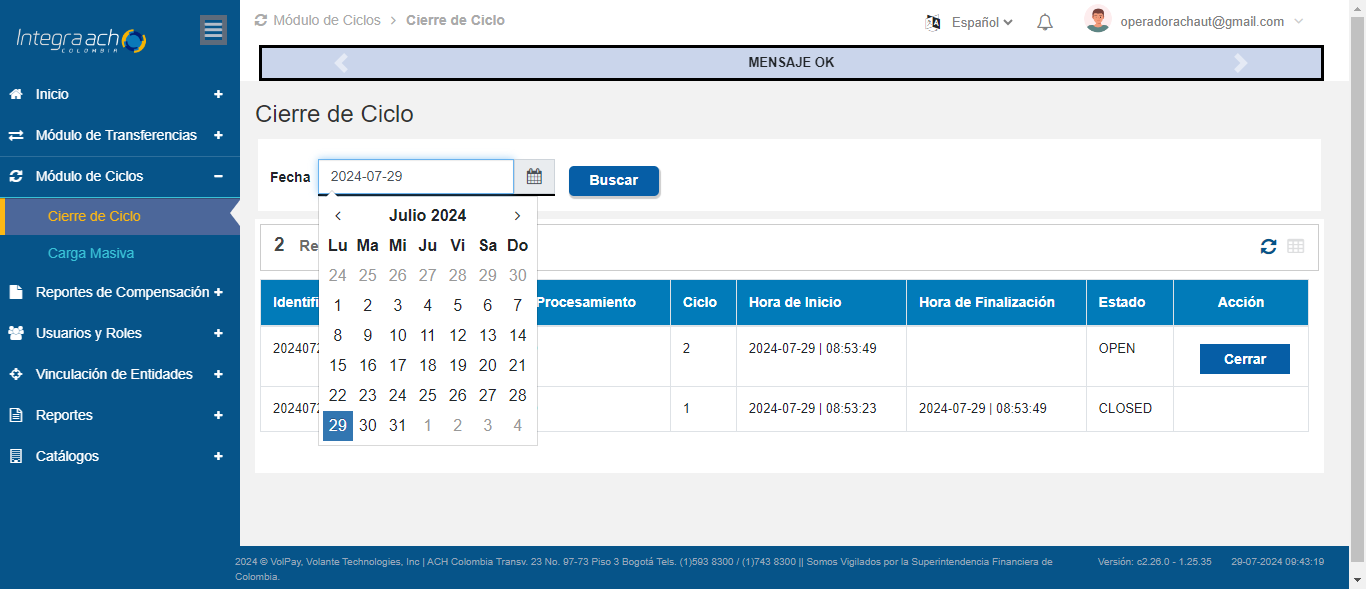 Integra ach
COLOMBIA
Módulo de Ciclos > Cierre de Ciclo
Español
operadorachaut@gmail.com
MENSAJE OK
Inicio +
Módulo de Transferencias +
Módulo de Ciclos −
Cierre de Ciclo
Carga Masiva
Reportes de Compensación +
Usuarios y Roles +
Vinculación de Entidades +
Reportes +
Catálogos +
Cierre de Ciclo
Fecha 2024-07-29 Buscar
‹ Julio 2024 ›
Lu Ma Mi Ju Vi Sa Do
24 25 26 27 28 29 30
1 2 3 4 5 6 7
8 9 10 11 12 13 14
15 16 17 18 19 20 21
22 23 24 25 26 27 28
29 30 31 1 2 3 4
2 Re
Identifi Procesamiento Ciclo Hora de Inicio Hora de Finalización Estado Acción
2024072 2 2024-07-29 | 08:53:49 OPEN Cerrar
2024072 1 2024-07-29 | 08:53:23 2024-07-29 | 08:53:49 CLOSED
2024 © VolPay, Volante Technologies, Inc | ACH Colombia Transv. 23 No. 97-73 Piso 3 Bogotá Tels. (1)593 8300 / (1)743 8300 || Somos Vigilados por la Superintendencia Financiera de
Colombia.
Versión: c2.26.0 - 1.25.35 29-07-2024 09:43:19